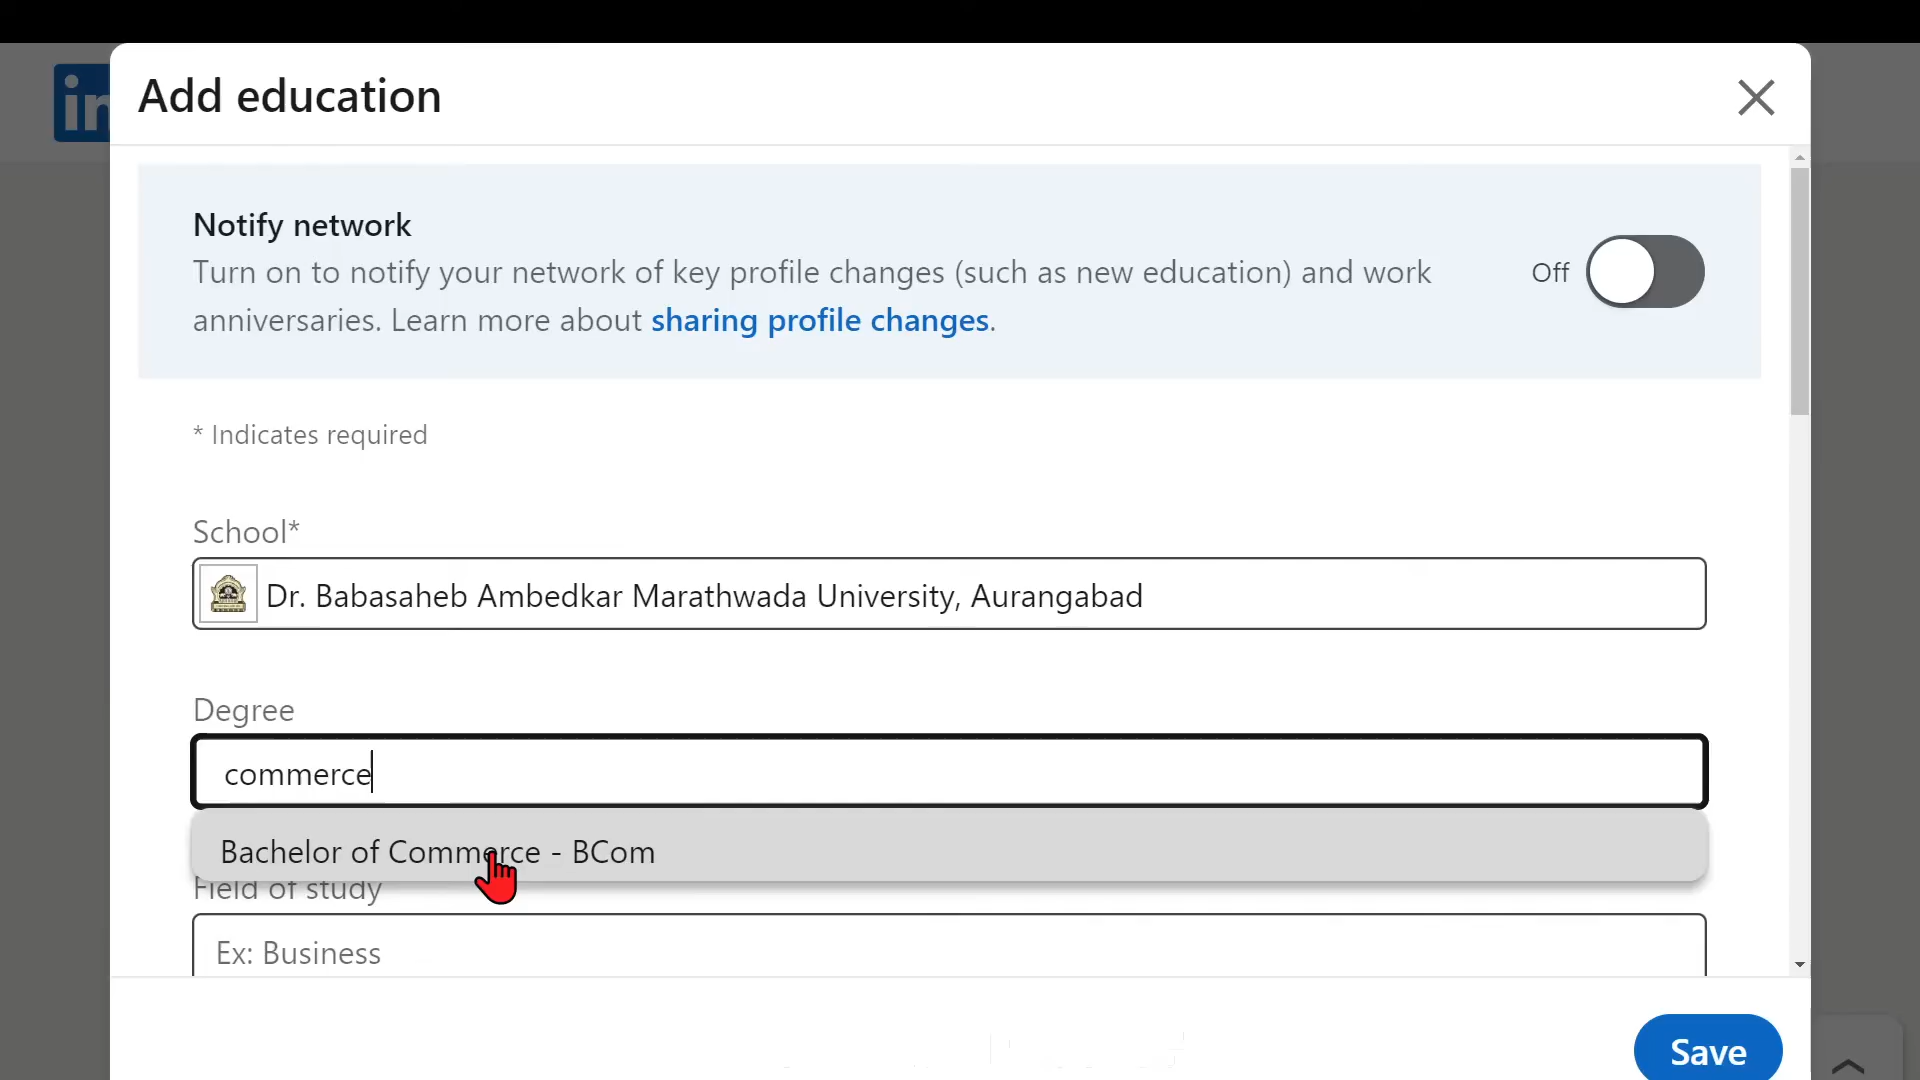 in
Add education
Notify network
Turn on to notify your network of key profile changes (such as new education) and work
anniversaries. Learn more about sharing profile changes.
Off
* Indicates required
School*
Dr. Babasaheb Ambedkar Marathwada University, Aurangabad
Degree
commerce
Bachelor of Commerce - BCom
Field of study
Ex: Business
Save